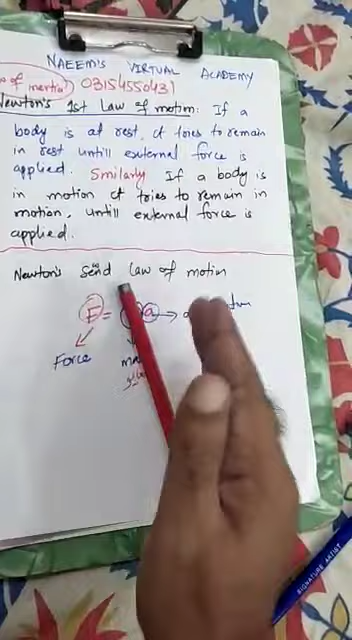 NAEEM'S VIRTUAL ACADEMY
of inertia) 03154550431
Newton's 1st Law of motion: If a
body is at rest, it tries to remain
in rest untill external force is
applied. Similarly If a body is
in motion it tries to remain in
motion, untill external force is
applied.
Newton's 2nd law of motion
F = a → a
Force
SIGNATURE ARTIST